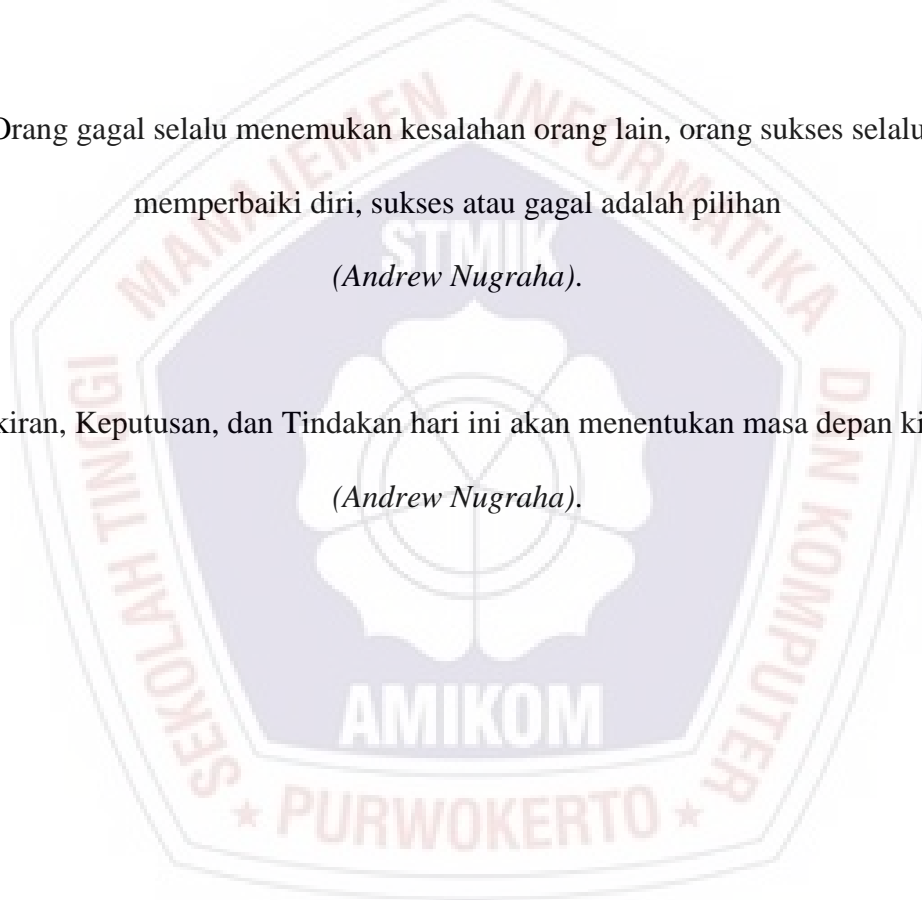 Orang gagal selalu menemukan kesalahan orang lain, orang sukses selalu
memperbaiki diri, sukses atau gagal adalah pilihan
(Andrew Nugraha).
kiran, Keputusan, dan Tindakan hari ini akan menentukan masa depan ki
(Andrew Nugraha).
SEKOLAH TINGGI MANAJEMEN INFORMATIKA DAN KOMPUTER
STMIK
AMIKOM
★ PURWOKERTO ★